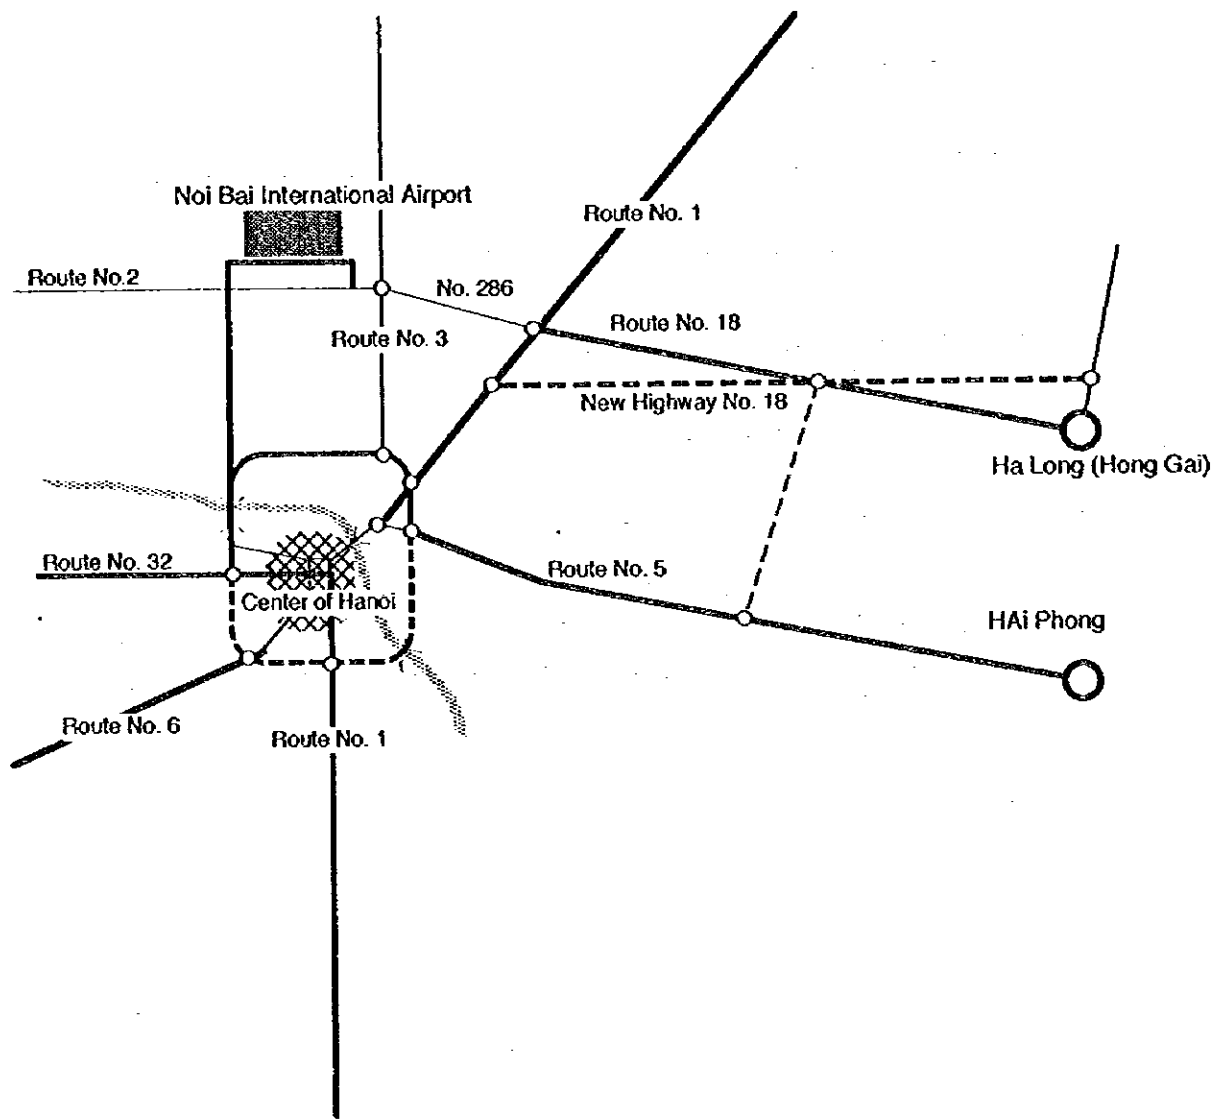 Noi Bai International Airport
Route No. 1
Route No.2
No. 286
Route No. 18
Route No. 3
New Highway No. 18
Ha Long (Hong Gai)
Route No. 32
Route No. 5
Center of Hanoi
HAi Phong
Route No. 6
Route No. 1